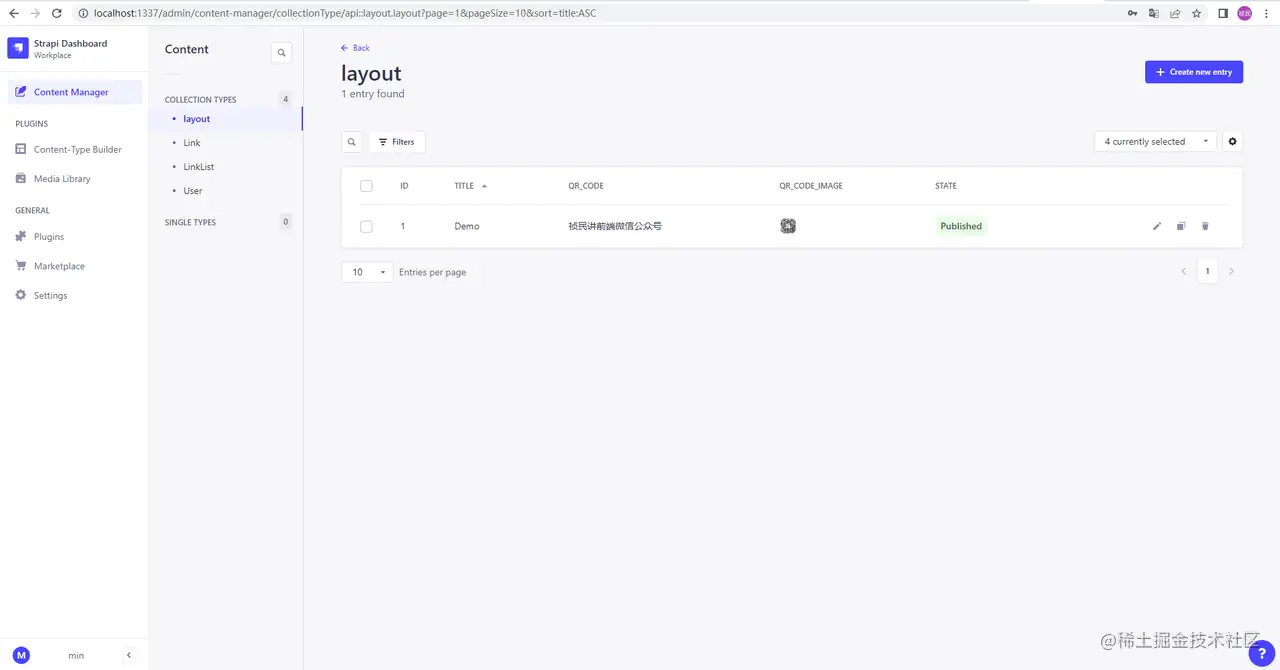 localhost:1337/admin/content-manager/collectionType/api::layout.layout?page=1&pageSize=10&sort=title:ASC
Strapi Dashboard
Workplace
Content Manager
PLUGINS
Content-Type Builder
Media Library
GENERAL
Plugins
Marketplace
Settings
M min
Content
COLLECTION TYPES 4
layout
Link
LinkList
User
SINGLE TYPES 0
Back
layout
1 entry found
Create new entry
Filters
4 currently selected
ID TITLE QR_CODE QR_CODE_IMAGE STATE
1 Demo 祯民讲前端微信公众号 Published
10 Entries per page
1
@稀土掘金技术社区
?